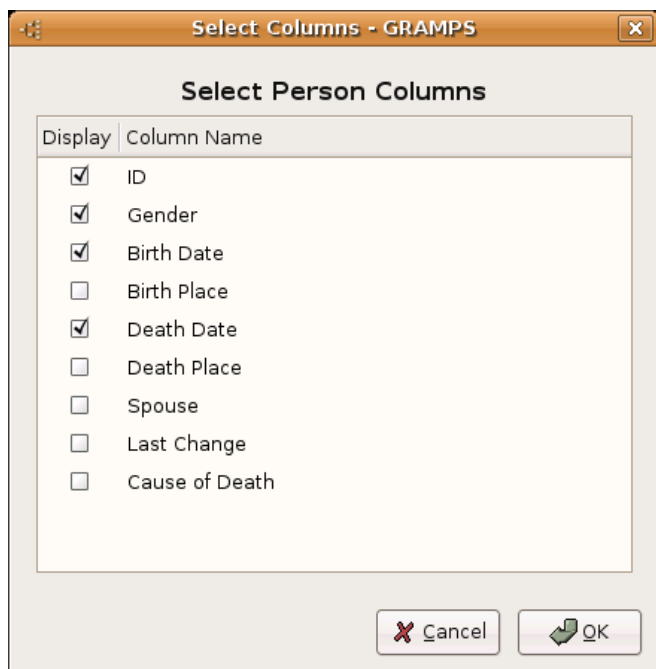 Select Columns - GRAMPS
Select Person Columns
Display Column Name
ID
Gender
Birth Date
Birth Place
Death Date
Death Place
Spouse
Last Change
Cause of Death
Cancel OK